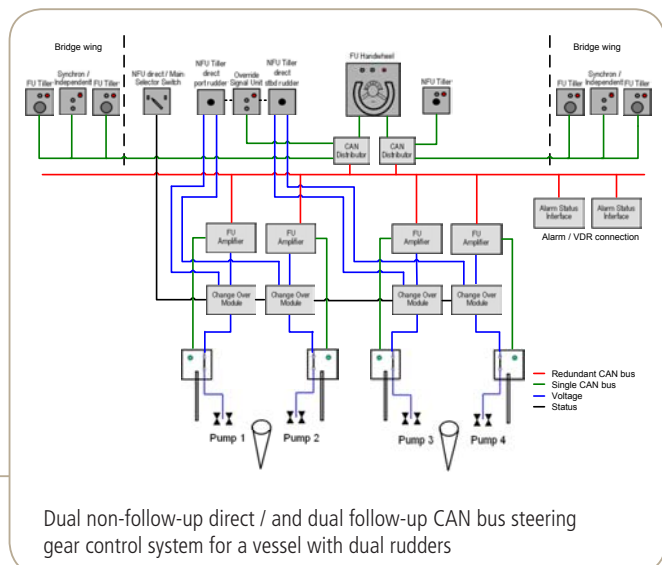 Bridge wing
Bridge wing
FU Tiller
Synchron /
Independent
FU Tiller
NFU direct / Main
Selector Switch
NFU Tiller
direct
port rudder
Override
Signal Unit
NFU Tiller
direct
stbd rudder
FU Handwheel
NFU Tiller
FU Tiller
Synchron /
Independent
FU Tiller
CAN
Distributor
CAN
Distributor
FU
Amplifier
FU
Amplifier
FU
Amplifier
FU
Amplifier
Alarm Status
Interface
Alarm Status
Interface
Alarm / VDR connection
Change Over
Module
Change Over
Module
Change Over
Module
Change Over
Module
Redundant CAN bus
Single CAN bus
Voltage
Status
Pump 1
Pump 2
Pump 3
Pump 4
Dual non-follow-up direct / and dual follow-up CAN bus steering
gear control system for a vessel with dual rudders